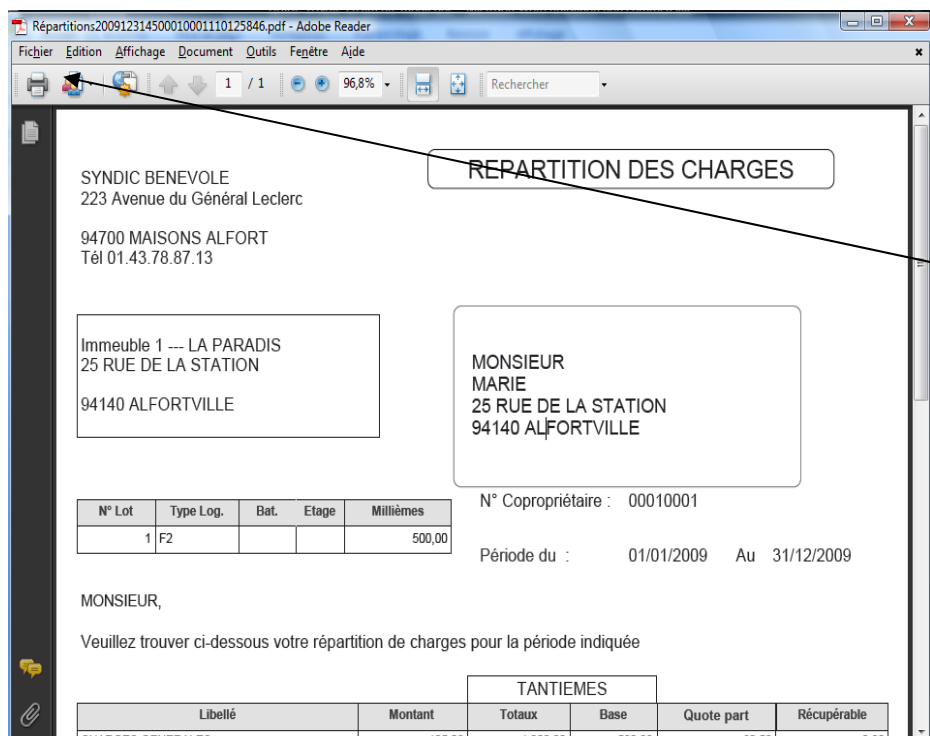 Répartitions20091231450001000111012​5846.pdf - Adobe Reader
Fichier Edition Affichage Document Outils Fenêtre Aide
1 / 1 96,8% Rechercher
REPARTITION DES CHARGES
SYNDIC BENEVOLE
223 Avenue du Général Leclerc
94700 MAISONS ALFORT
Tél 01.43.78.87.13
Immeuble 1 --- LA PARADIS
25 RUE DE LA STATION
94140 ALFORTVILLE
MONSIEUR
MARIE
25 RUE DE LA STATION
94140 ALFORTVILLE
N° Copropriétaire : 00010001
N° Lot Type Log. Bat. Etage Millièmes
1 F2 500,00
Période du : 01/01/2009 Au 31/12/2009
MONSIEUR,
Veuillez trouver ci-dessous votre répartition de charges pour la période indiquée
TANTIEMES
Libellé Montant Totaux Base Quote part Récupérable